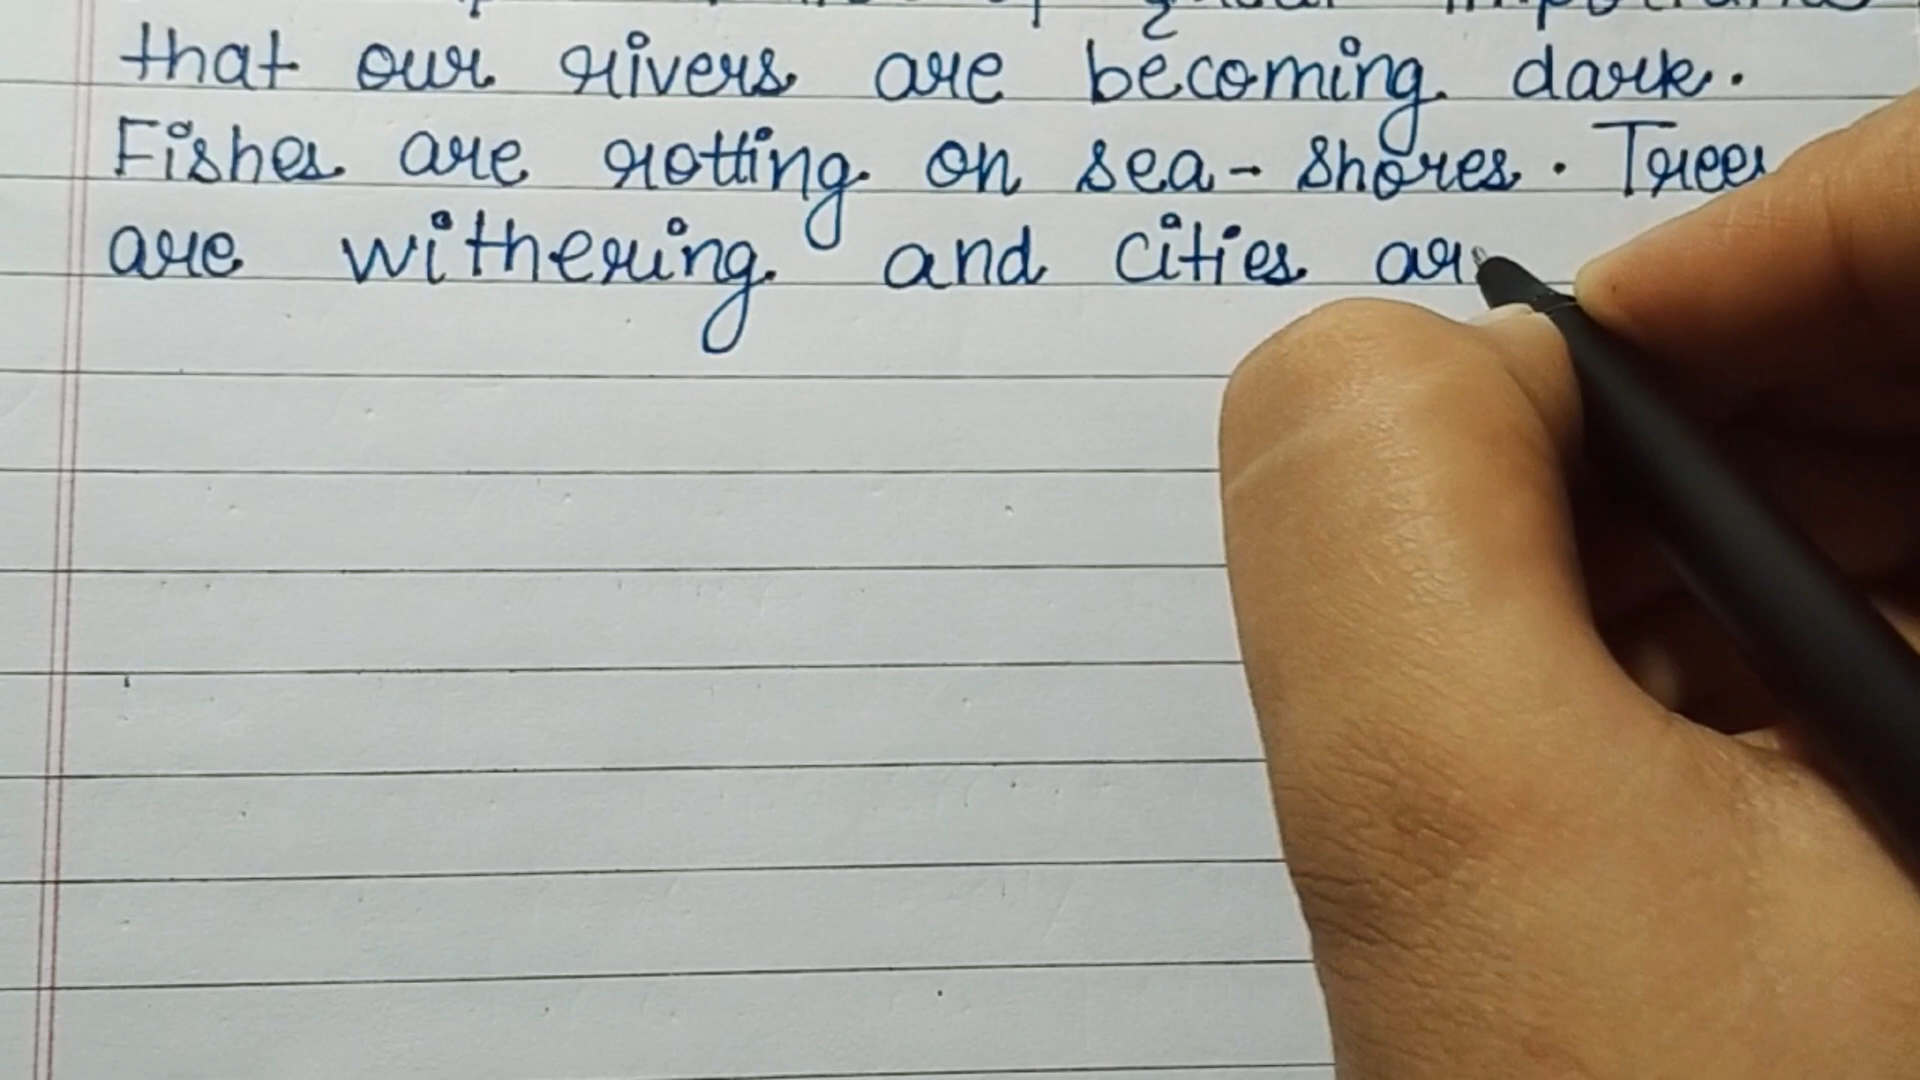 that our rivers are becoming dark.
Fishes are rotting on sea-shores. Trees
are withering and cities ar